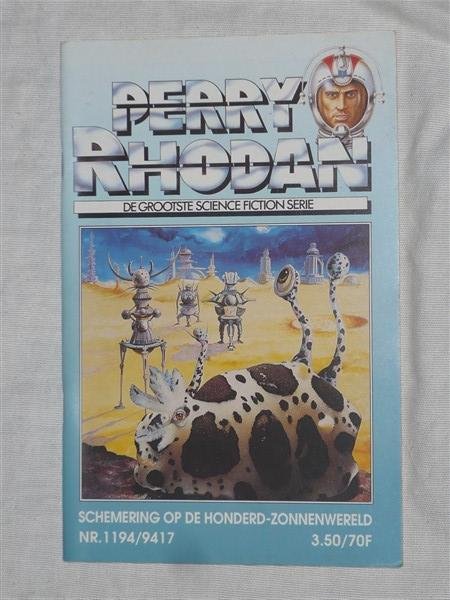 PERRY
RHODAN
DE GROOTSTE SCIENCE FICTION SERIE
SCHEMERING OP DE HONDERD-ZONNENWERELD
NR.1194/9417 3.50/70F